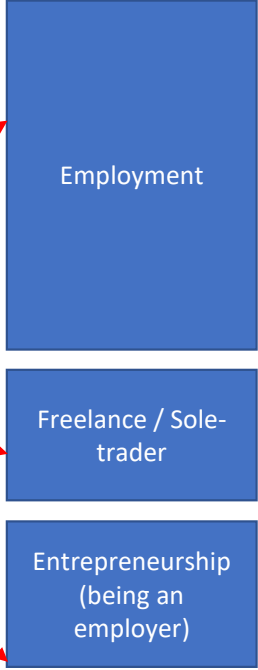 Employment
Freelance / Sole-
trader
Entrepreneurship
(being an
employer)